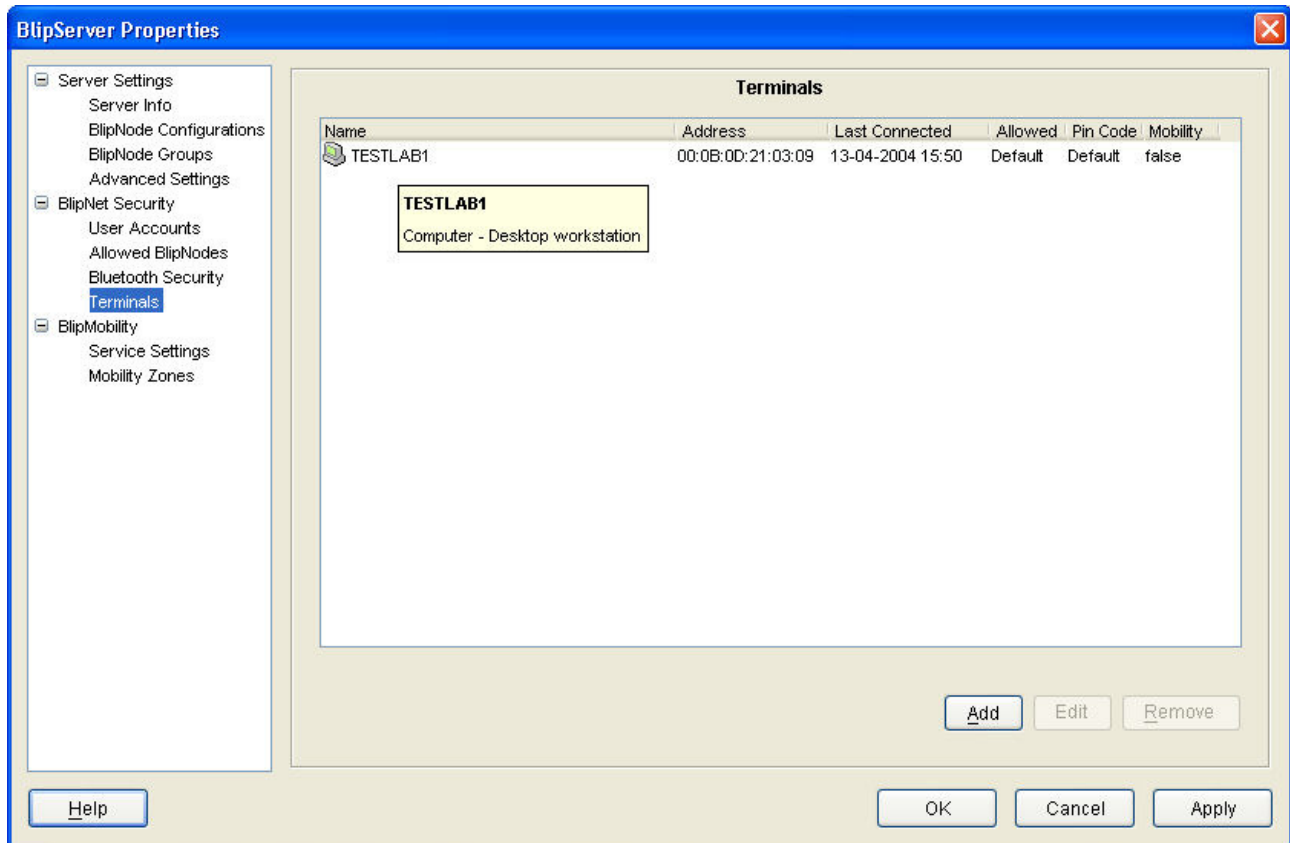 BlipServer Properties
Server Settings
Server Info
BlipNode Configurations
BlipNode Groups
Advanced Settings
BlipNet Security
User Accounts
Allowed BlipNodes
Bluetooth Security
Terminals
BlipMobility
Service Settings
Mobility Zones
Terminals
Name Address Last Connected Allowed Pin Code Mobility
TESTLAB1 00:0B:0D:21:03:09 13-04-2004 15:50 Default Default false
TESTLAB1
Computer - Desktop workstation
Add Edit Remove
Help OK Cancel Apply